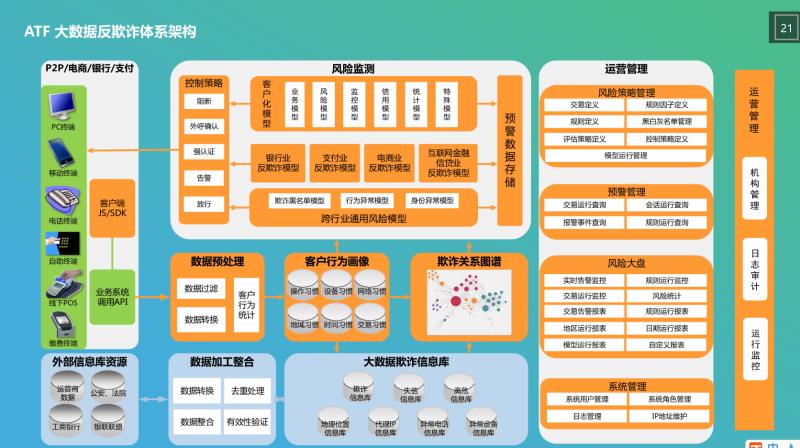 ATF 大数据反欺诈体系架构
21
P2P/电商/银行/支付
PC终端
移动终端
电话终端
自助终端
线下POS
缴费终端
客户端
JS/SDK
业务系统
调用API
风险监测
控制策略
阻断
外呼确认
强认证
告警
放行
客户化模型
业务模型
风险模型
监控模型
信用模型
统计模型
特殊模型
银行业
反欺诈模型
支付业
反欺诈模型
电商业
反欺诈模型
互联网金融
信贷业
反欺诈模型
欺诈黑名单模型
行为异常模型
身份异常模型
跨行业通用风险模型
预警数据存储
数据预处理
数据过滤
数据转换
客户行为统计
客户行为画像
操作习惯
设备习惯
网络习惯
地域习惯
时间习惯
交易习惯
欺诈关系图谱
外部信息库资源
运营商
数据
公安、法院
工商银行
银联联盟
数据加工整合
数据转换
去重处理
数据整合
有效性验证
大数据欺诈信息库
欺诈
信息库
失信
信息库
高危
信息库
地理位置
信息库
代理IP
信息库
异常电话
信息库
异常设备
信息库
运营管理
风险策略管理
交易定义
规则因子定义
规则定义
黑白灰名单管理
评估策略定义
控制策略定义
模型运行管理
预警管理
交易运行查询
会话运行查询
报警事件查询
规则运行查询
风险大盘
实时告警监控
规则运行监控
交易运行监控
风险统计
交易告警报表
规则运行报表
地区运行报表
日期运行报表
模型运行报表
自定义报表
系统管理
系统用户管理
系统角色管理
日志管理
IP地址维护
运营管理
机构管理
日志审计
运行监控